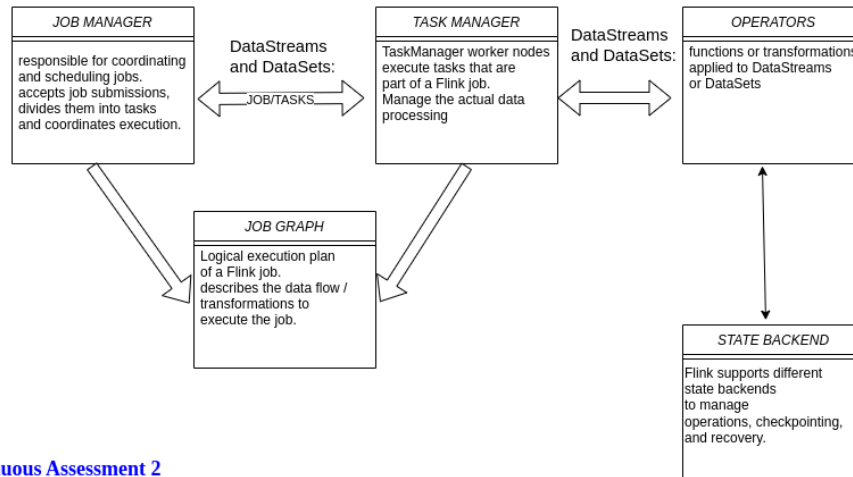 JOB MANAGER
responsible for coordinating
and scheduling jobs.
accepts job submissions,
divides them into tasks
and coordinates execution.
DataStreams
and DataSets:
JOB/TASKS
TASK MANAGER
TaskManager worker nodes
execute tasks that are
part of a Flink job.
Manage the actual data
processing
DataStreams
and DataSets:
OPERATORS
functions or transformations
applied to DataStreams
or DataSets
JOB GRAPH
Logical execution plan
of a Flink job.
describes the data flow /
transformations to
execute the job.
STATE BACKEND
Flink supports different
state backends
to manage
operations, checkpointing,
and recovery.
uous Assessment 2